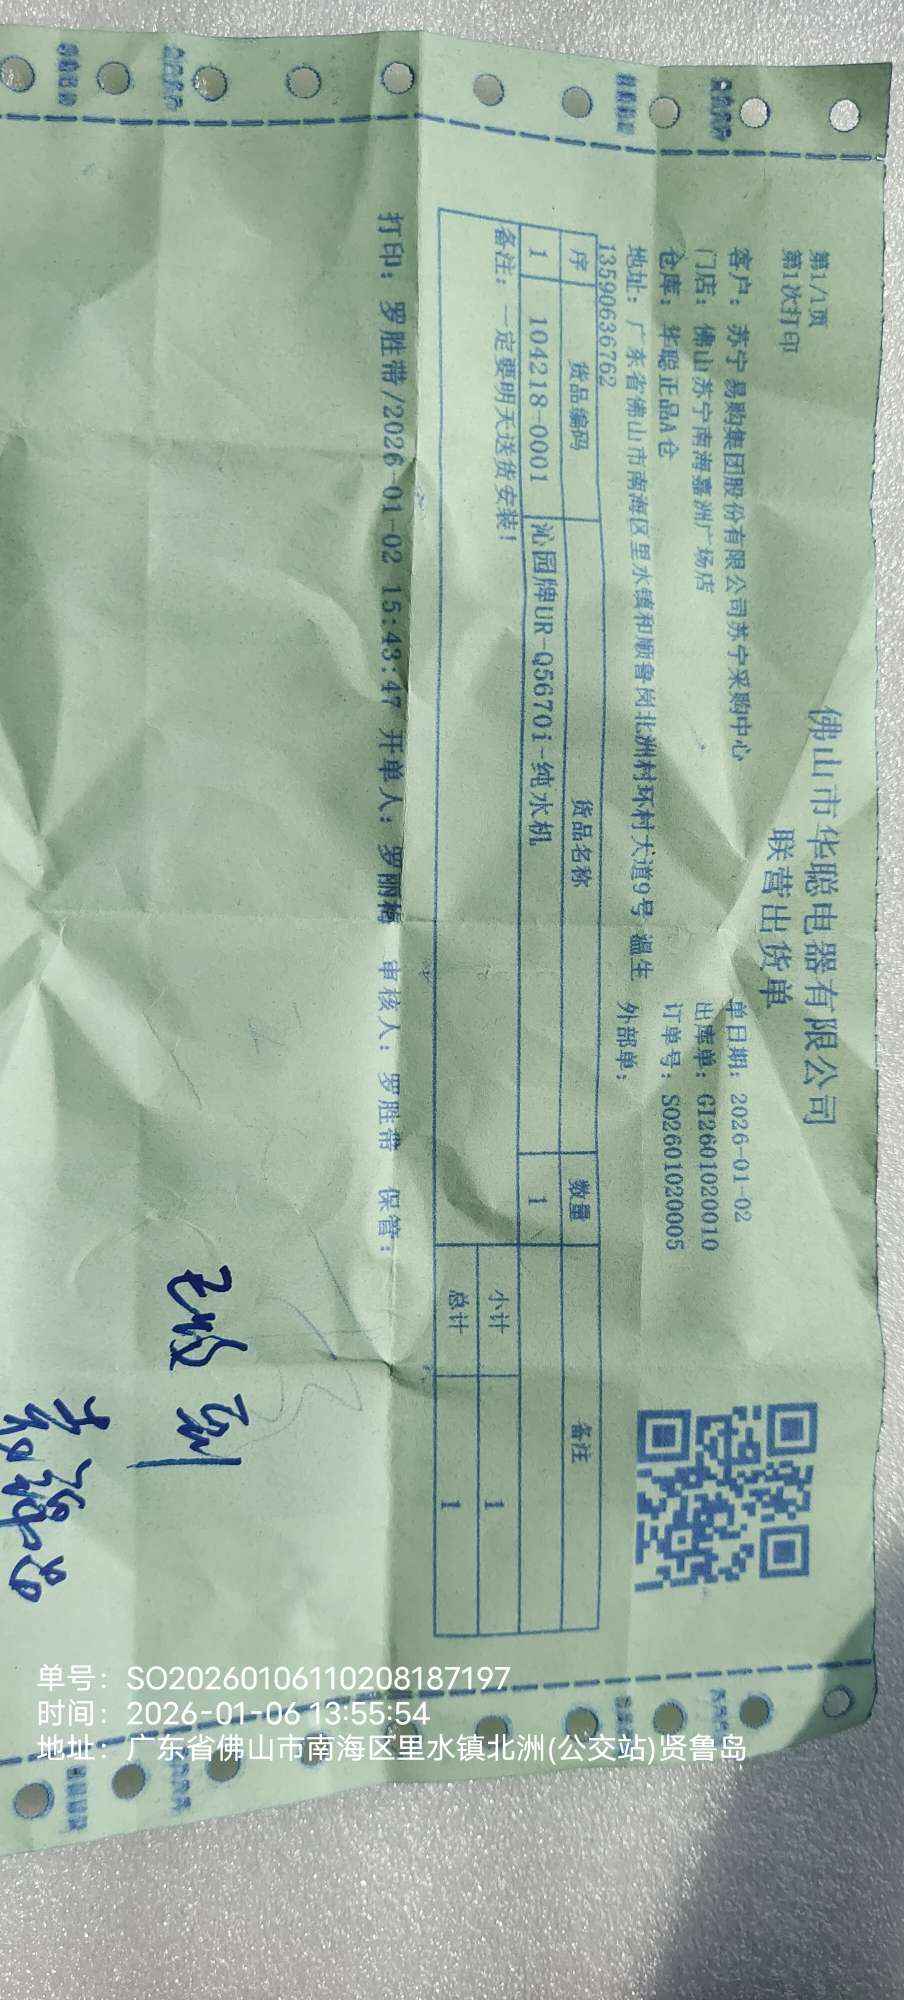 佛山市华聪电器有限公司
联营出货单
第1/1页
第1次打印
客户：苏宁易购集团股份有限公司苏宁采购中心
单日期：2026-01-02
门店：佛山苏宁南海嘉洲广场店
出库单：GI2601020010
仓库：华聪正品A仓
订单号：SO2601020005
地址：广东省佛山市南海区里水镇和顺鲁岗北洲村环村大道9号 温生
外部单：
13590636762
序 货品编码 货品名称 数量 备注
1 104218-0001 沁园牌UR-Q5670i-纯水机 1
备注：一定要明天送货安装！
小计 1
总计 1
打印：罗胜带/2026-01-02 15:43:47 开单人：罗丽梅 审核人：罗胜带 保管：
单号：SO20260106110208187197
时间：2026-01-06 13:55:54
地址：广东省佛山市南海区里水镇北洲(公交站)贤鲁岛